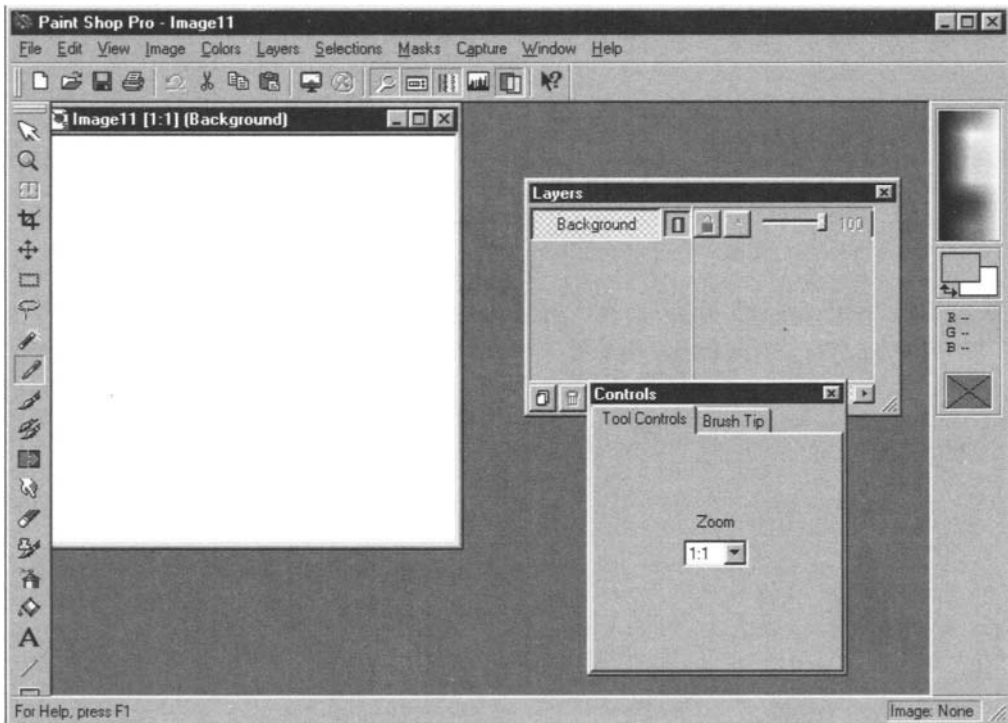 Paint Shop Pro - Image11
File Edit View Image Colors Layers Selections Masks Capture Window Help
Image11 [1:1] (Background)
Layers
Background 100
Controls
Tool Controls Brush Tip
Zoom
1:1
R --
G --
B --
A
For Help, press F1
Image: None